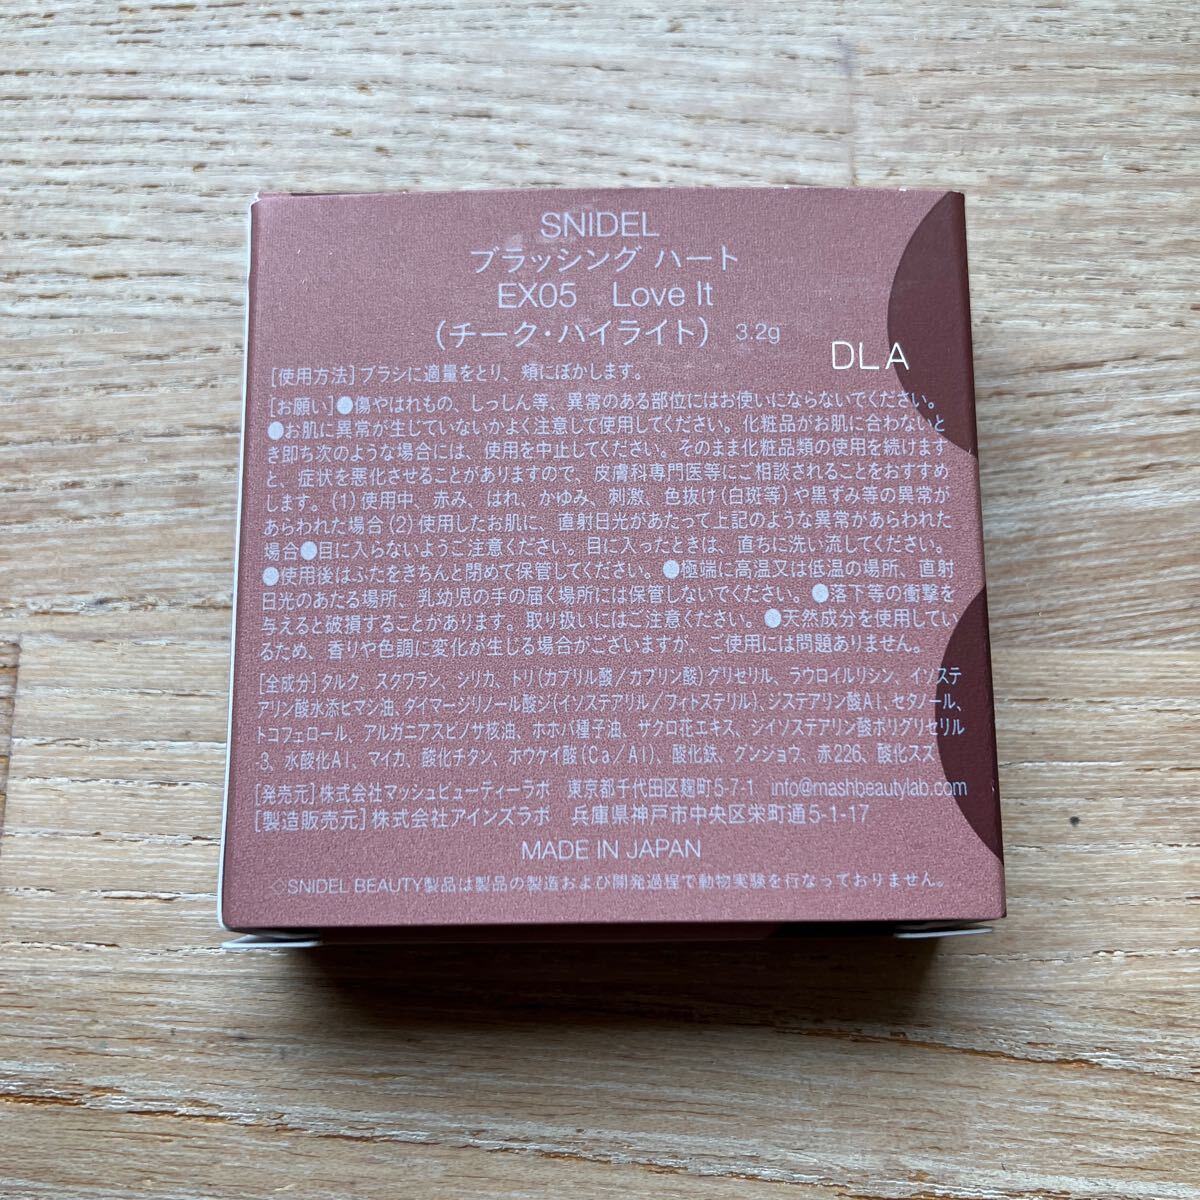 SNIDEL
ブラッシング ハート
EX05 Love It
（チーク・ハイライト） 3.2g
DLA
［使用方法］ブラシに適量をとり、頬にぼかします。
［お願い］●傷やはれもの、しっしん等、異常のある部位にはお使いにならないでください。
●お肌に異常が生じていないかよく注意して使用してください。化粧品がお肌に合わないと
き即ち次のような場合には、使用を中止してください。そのまま化粧品類の使用を続けます
と、症状を悪化させることがありますので、皮膚科専門医等にご相談されることをおすすめ
します。(1)使用中、赤み、はれ、かゆみ、刺激、色抜け(白斑等)や黒ずみ等の異常が
あらわれた場合(2)使用したお肌に、直射日光があたって上記のような異常があらわれた
場合●目に入らないようご注意ください。目に入ったときは、直ちに洗い流してください。
●使用後はふたをきちんと閉めて保管してください。●極端に高温又は低温の場所、直射
日光のあたる場所、乳幼児の手の届く場所には保管しないでください。●落下等の衝撃を
与えると破損することがあります。取り扱いにはご注意ください。●天然成分を使用してい
るため、香りや色調に変化が生じる場合がございますが、ご使用には問題ありません。
［全成分］タルク、スクワラン、シリカ、トリ(カプリル酸／カプリン酸)グリセリル、ラウロイルリシン、イソステ
アリン酸水添ヒマシ油、ダイマージリノール酸ジ(イソステアリル／フィトステリル)、ジステアリン酸Al、セタノール、
トコフェロール、アルガニアスピノサ核油、ホホバ種子油、ザクロ花エキス、ジイソステアリン酸ポリグリセリル
-3、水酸化Al、マイカ、酸化チタン、ホウケイ酸(Ca／Al)、酸化鉄、グンジョウ、赤226、酸化スズ
［発売元］株式会社マッシュビューティーラボ 東京都千代田区麹町5-7-1 info@mashbeautylab.com
［製造販売元］株式会社アインズラボ 兵庫県神戸市中央区栄町通5-1-17
MADE IN JAPAN
◇SNIDEL BEAUTY製品は製品の製造および開発過程で動物実験を行なっておりません。